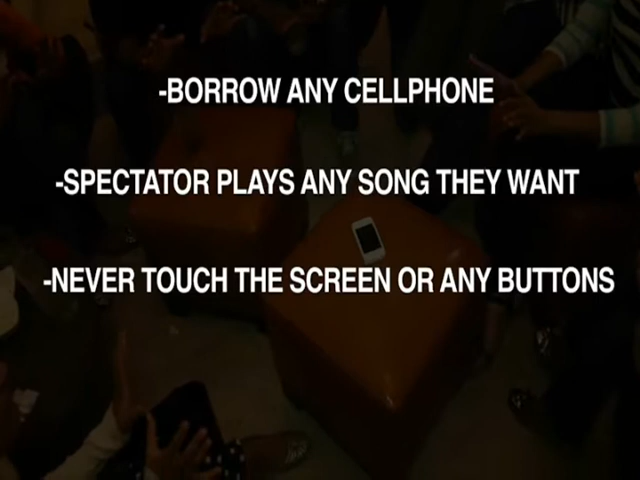 -BORROW ANY CELLPHONE
-SPECTATOR PLAYS ANY SONG THEY WANT
-NEVER TOUCH THE SCREEN OR ANY BUTTONS